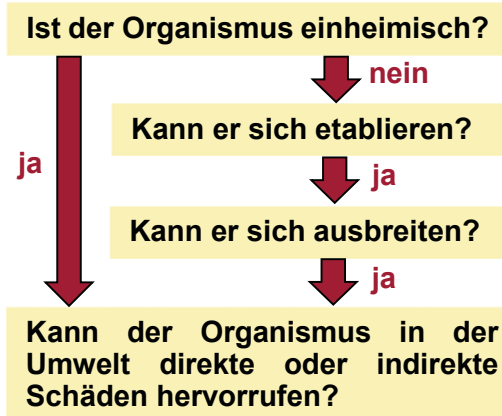 Ist der Organismus einheimisch?
nein
Kann er sich etablieren?
ja
ja
Kann er sich ausbreiten?
ja
Kann der Organismus in der
Umwelt direkte oder indirekte
Schäden hervorrufen?